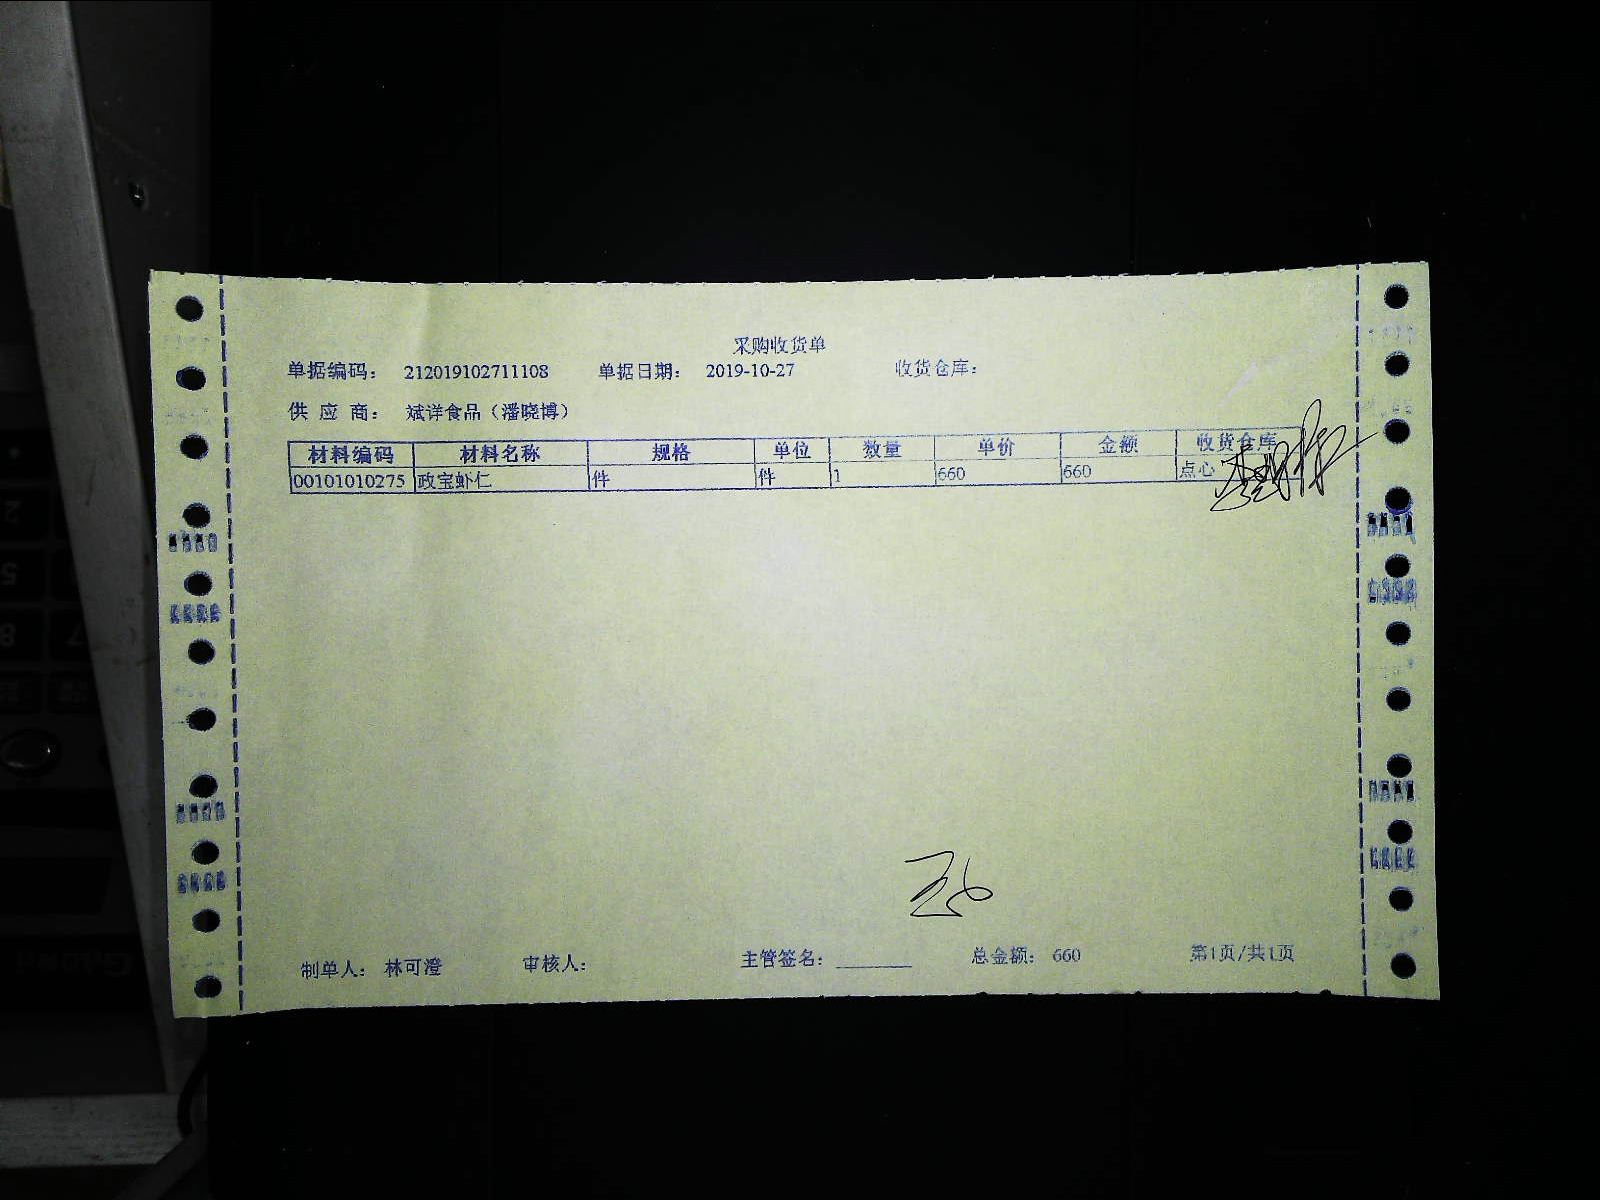 采购收货单
单据编码: 212019102711108 单据日期: 2019-10-27 收货仓库:
供 应 商: 斌详食品（潘晓博）
材料编码 材料名称 规格 单位 数量 单价 金额 收货仓库
00101010275 政宝虾仁 件 件 1 660 660 点心
制单人: 林可澄 审核人: 主管签名: ________ 总金额: 660 第1页/共1页